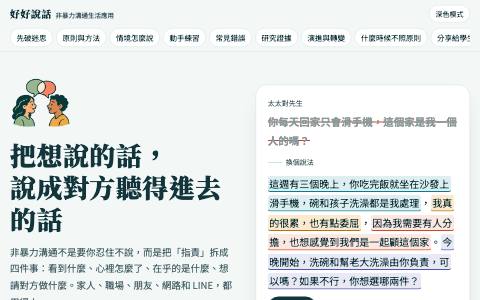 好好說話 非暴力溝通生活應用
深色模式
先破迷思 原則與方法 情境怎麼說 動手練習 常見錯誤 研究證據 演進與轉變 什麼時候不照原則 分享給學生
把想說的話，
說成對方聽得進去
的話
非暴力溝通不是要你忍住不說，而是把「指責」拆成
四件事：看到什麼、心裡怎麼了、在乎的是什麼、想
請對方做什麼。家人、職場、朋友、網路和 LINE，都
太太對先生
你每天回家只會滑手機，這個家是我一個
人的嗎？
換個說法
這週有三個晚上，你吃完飯就坐在沙發上
滑手機，碗和孩子洗澡都是我處理，我真
的很累，也有點委屈，因為我需要有人分
擔，也想感覺到我們是一起顧這個家。今
晚開始，洗碗和幫老大洗澡由你負責，可
以嗎？如果不行，你想選哪兩件？